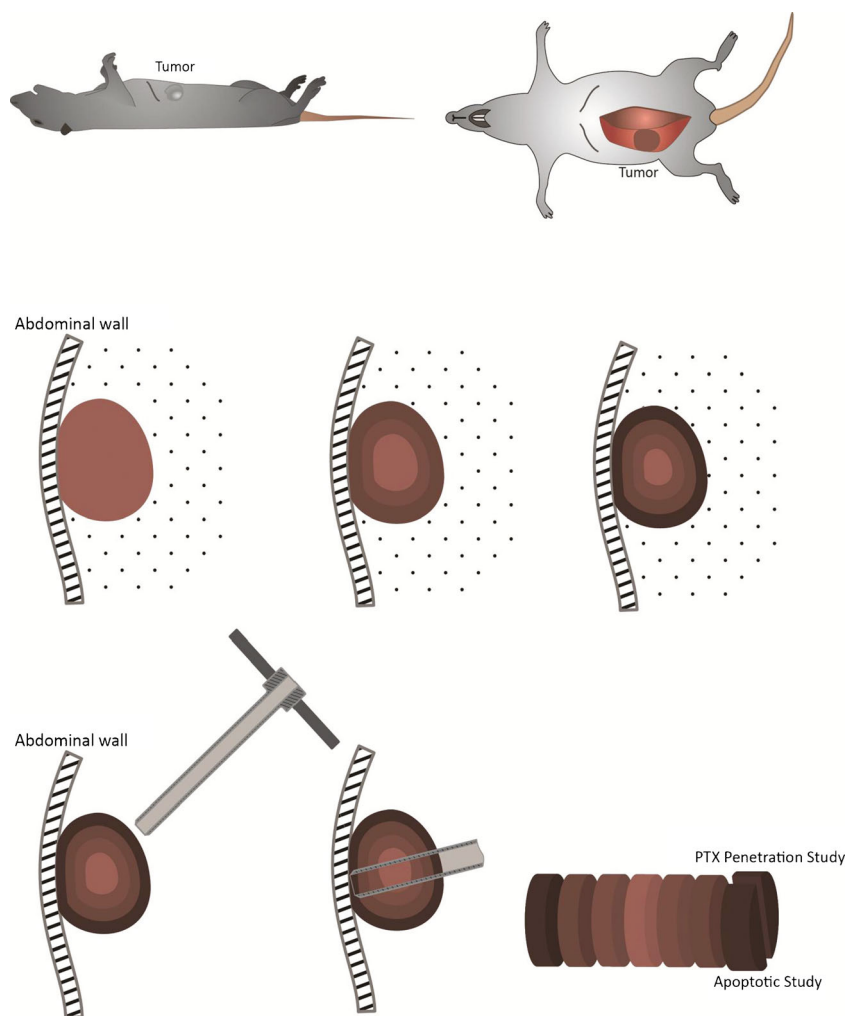 Tumor
Tumor
Abdominal wall
Abdominal wall
PTX Penetration Study
Apoptotic Study